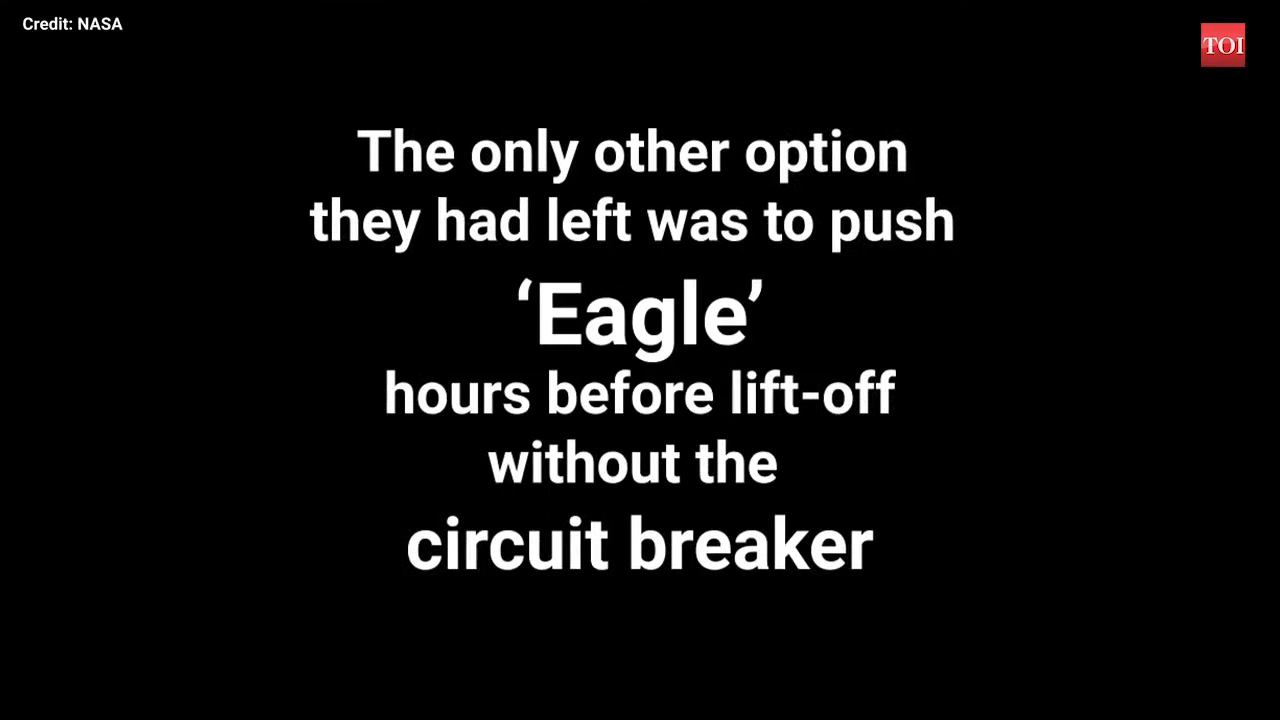 Credit: NASA
TOI
The only other option
they had left was to push
‘Eagle’
hours before lift-off
without the
circuit breaker